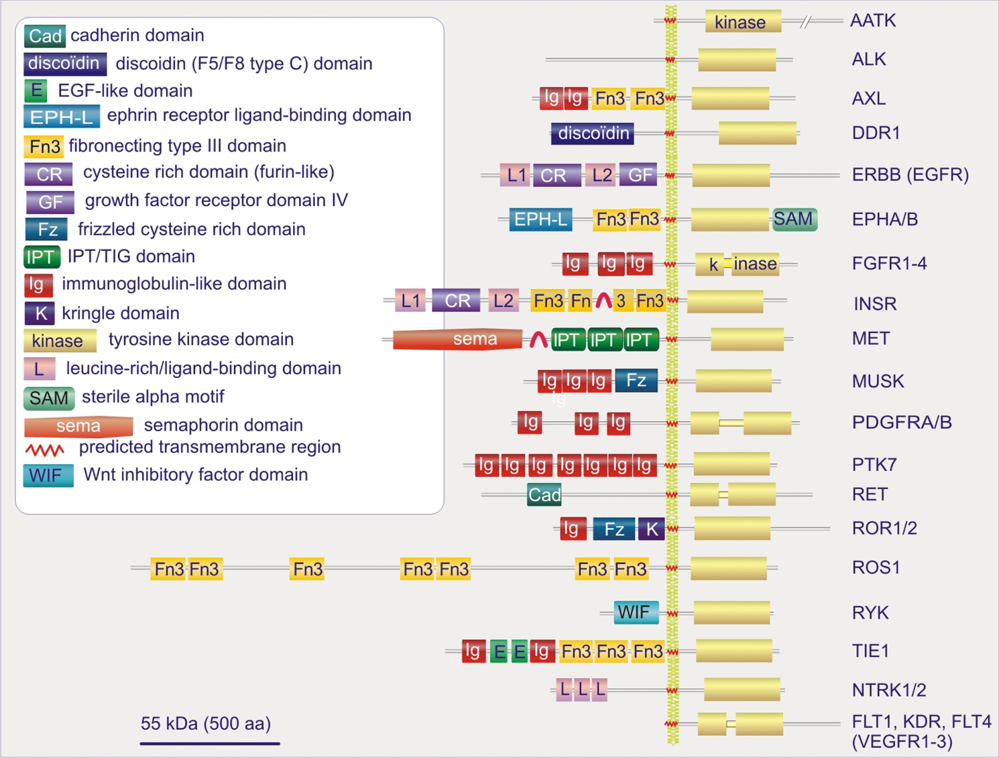 Cad cadherin domain
discoïdin discoidin (F5/F8 type C) domain
E EGF-like domain
EPH-L ephrin receptor ligand-binding domain
Fn3 fibronecting type III domain
CR cysteine rich domain (furin-like)
GF growth factor receptor domain IV
Fz frizzled cysteine rich domain
IPT IPT/TIG domain
Ig immunoglobulin-like domain
K kringle domain
kinase tyrosine kinase domain
L leucine-rich/ligand-binding domain
SAM sterile alpha motif
sema semaphorin domain
predicted transmembrane region
WIF Wnt inhibitory factor domain
kinase // AATK
ALK
Ig Ig Fn3 Fn3 AXL
discoïdin DDR1
L1 CR L2 GF ERBB (EGFR)
EPH-L Fn3 Fn3 SAM EPHA/B
Ig Ig Ig k inase FGFR1-4
L1 CR L2 Fn3 Fn 3 Fn3 INSR
sema IPT IPT IPT MET
Ig Ig Ig Fz MUSK
Ig
Ig Ig Ig PDGFRA/B
Ig Ig Ig Ig Ig Ig Ig PTK7
Cad RET
Ig Fz K ROR1/2
Fn3 Fn3 Fn3 Fn3 Fn3 Fn3 Fn3 ROS1
WIF RYK
Ig E E Ig Fn3 Fn3 Fn3 TIE1
L L L NTRK1/2
FLT1, KDR, FLT4
(VEGFR1-3)
55 kDa (500 aa)